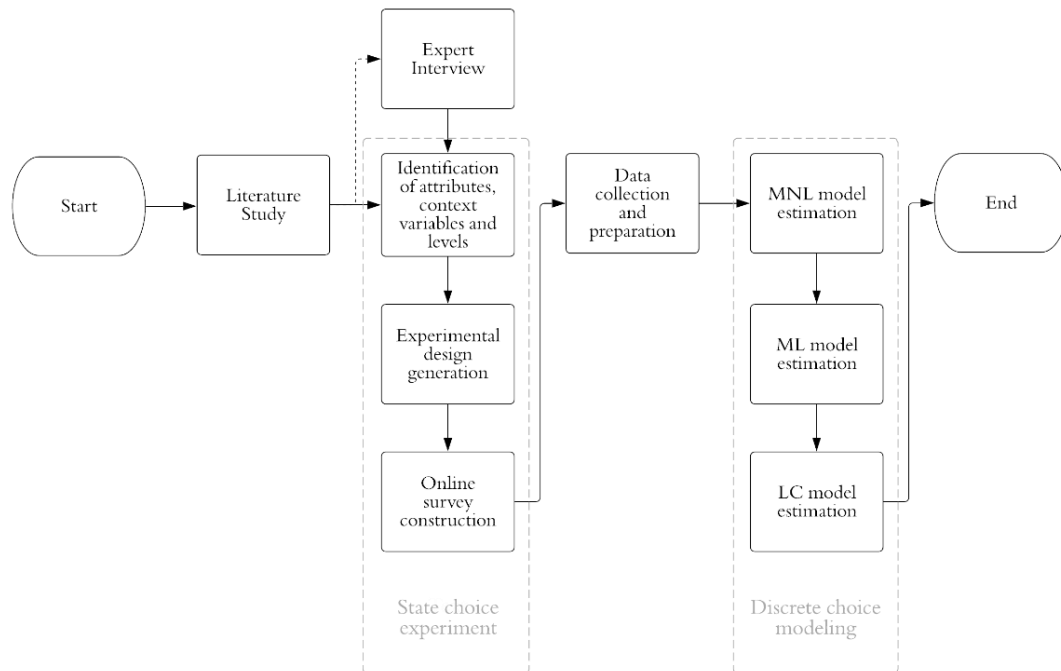 Expert
Interview
Start
Literature
Study
Identification
of attributes,
context
variables and
levels
Data
collection
and
preparation
MNL model
estimation
End
Experimental
design
generation
ML model
estimation
Online
survey
construction
LC model
estimation
State choice
experiment
Discrete choice
modeling